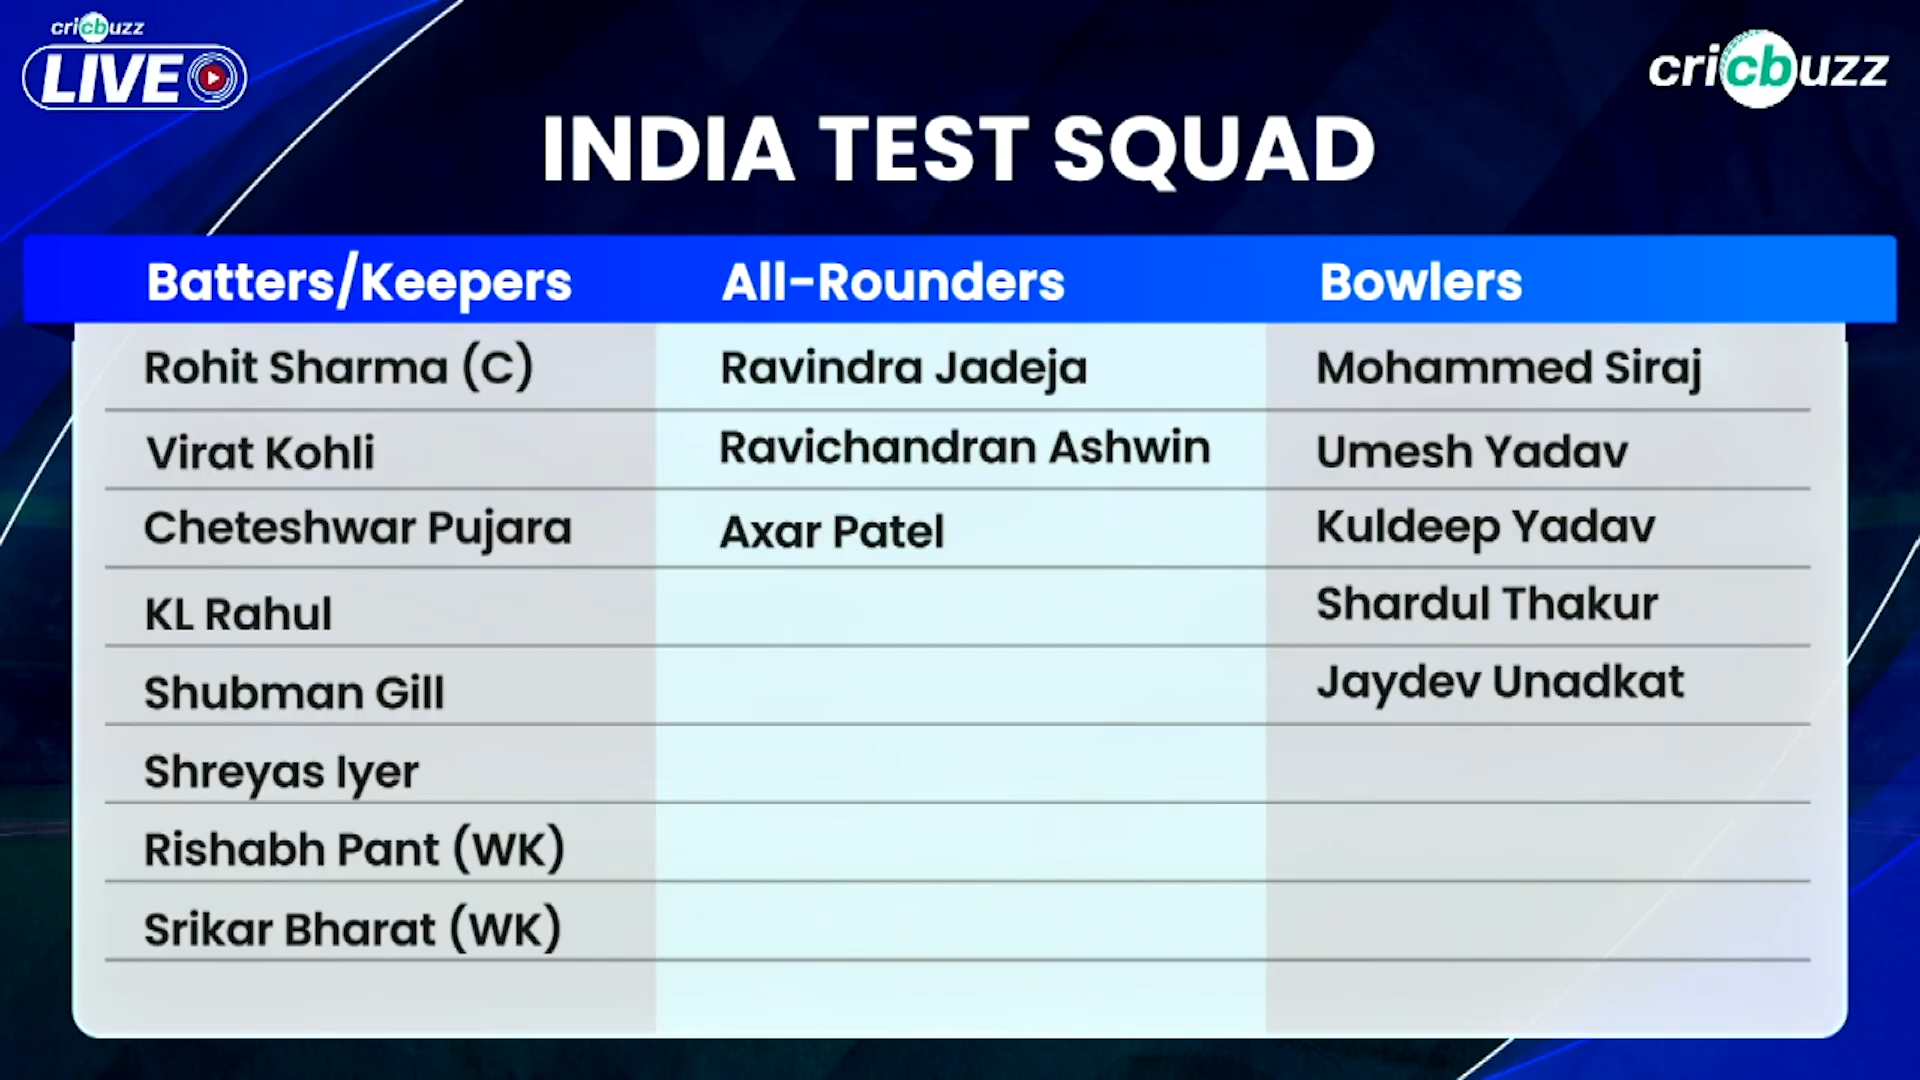 cricbuzz
LIVE
cricbuzz
INDIA TEST SQUAD
Batters/Keepers All-Rounders Bowlers
Rohit Sharma (C) Ravindra Jadeja Mohammed Siraj
Virat Kohli Ravichandran Ashwin Umesh Yadav
Cheteshwar Pujara Axar Patel Kuldeep Yadav
KL Rahul Shardul Thakur
Shubman Gill Jaydev Unadkat
Shreyas Iyer
Rishabh Pant (WK)
Srikar Bharat (WK)